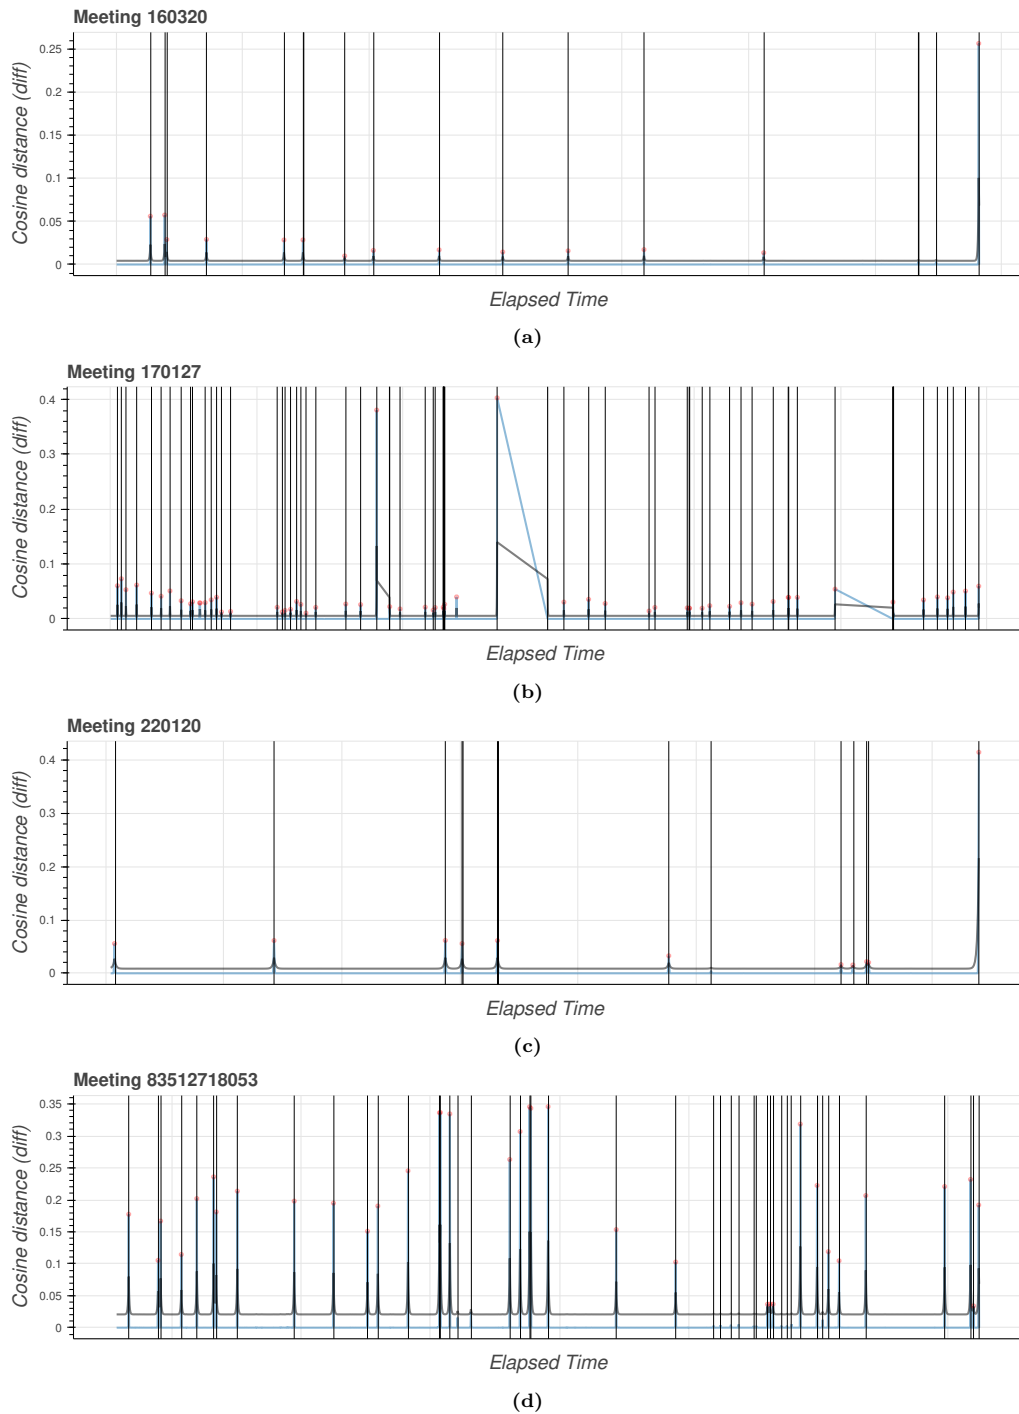 Meeting 160320
Cosine distance (diff)
0.25
0.2
0.15
0.1
0.05
0
Elapsed Time
(a)
Meeting 170127
Cosine distance (diff)
0.4
0.3
0.2
0.1
0
Elapsed Time
(b)
Meeting 220120
Cosine distance (diff)
0.4
0.3
0.2
0.1
0
Elapsed Time
(c)
Meeting 83512718053
Cosine distance (diff)
0.35
0.3
0.25
0.2
0.15
0.1
0.05
0
Elapsed Time
(d)